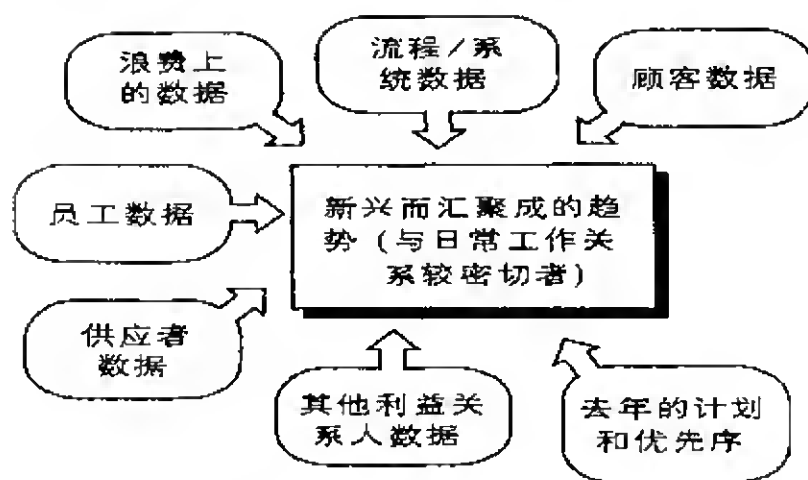 浪费上
的数据
流程／系
统数据
顾客数据
员工数据
新兴而汇聚成的趋
势（与日常工作关
系较密切者）
供应者
数据
其他利益关
系人数据
去年的计划
和优先序